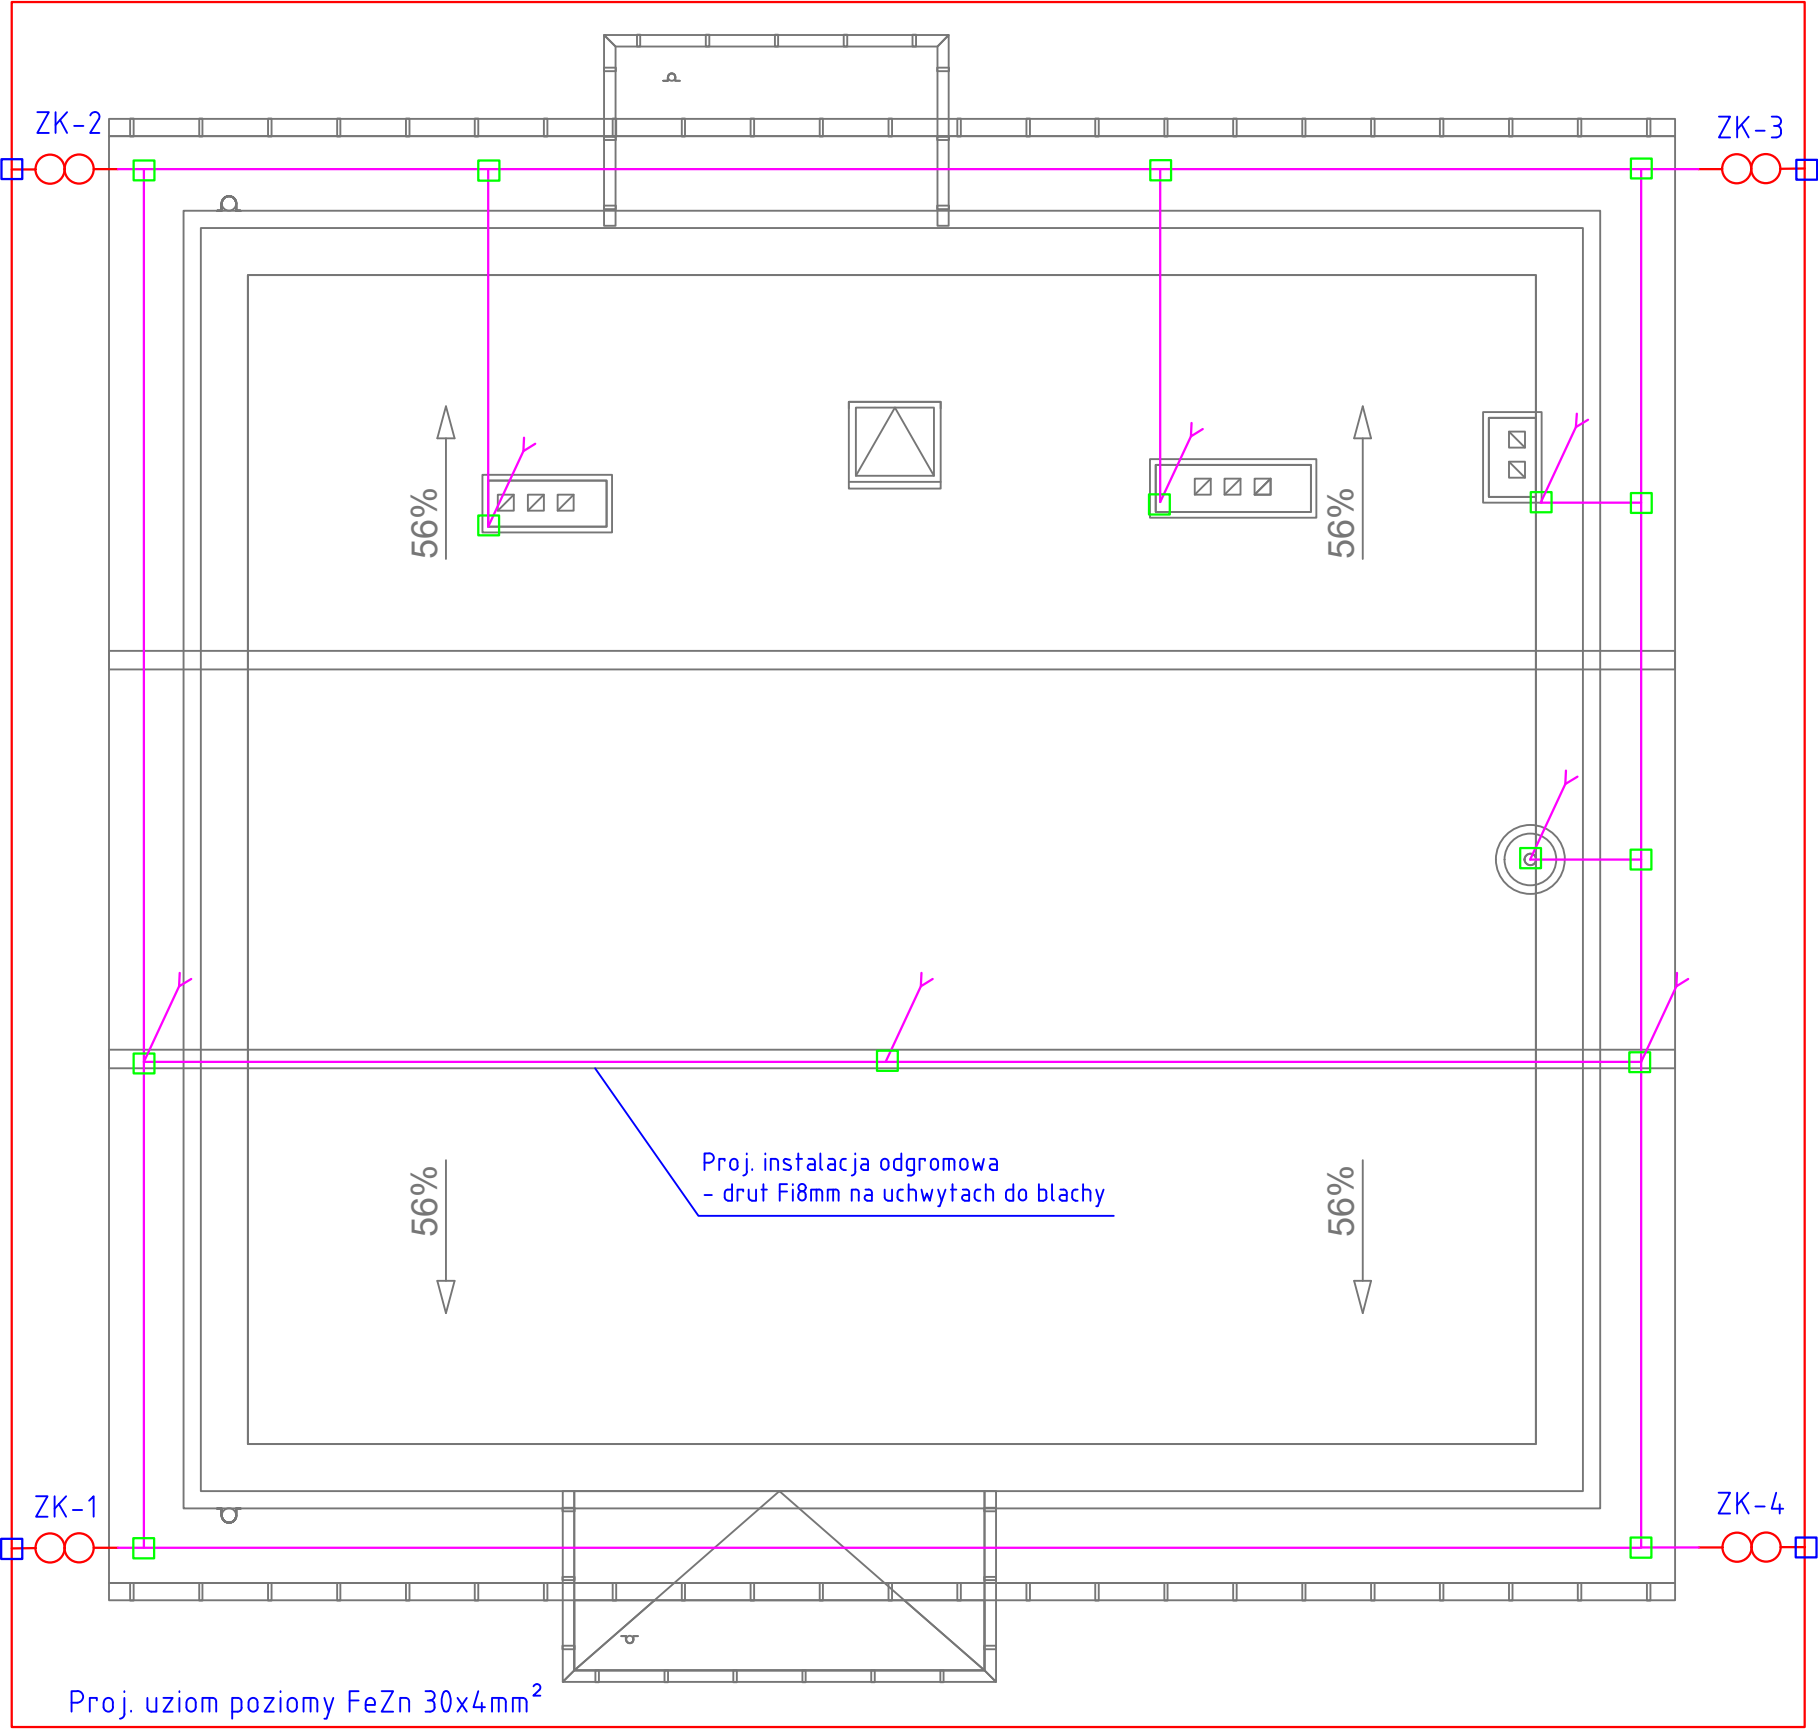 ZK-2
ZK-3
56%
56%
Proj. instalacja odgromowa
- drut Fi8mm na uchwytach do blachy
56%
56%
ZK-1
ZK-4
Proj. uziom poziomy FeZn 30x4mm²